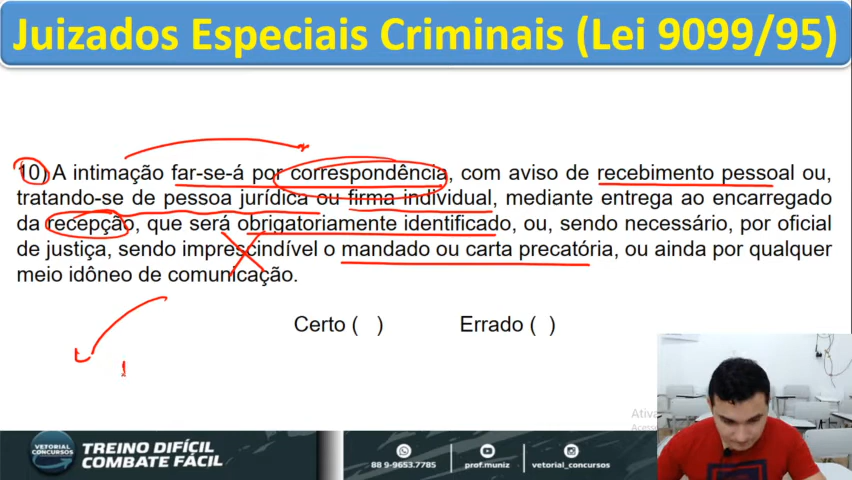 Juizados Especiais Criminais (Lei 9099/95)
10) A intimação far-se-á por correspondência, com aviso de recebimento pessoal ou,
tratando-se de pessoa jurídica ou firma individual, mediante entrega ao encarregado
da recepção, que será obrigatoriamente identificado, ou, sendo necessário, por oficial
de justiça, sendo imprescindível o mandado ou carta precatória, ou ainda por qualquer
meio idôneo de comunicação.
Certo ( ) Errado ( )
Ativa
Acesse
VETORIAL
CONCURSOS
TREINO DIFÍCIL
COMBATE FÁCIL
88 9-9653.7785
prof.muniz
vetorial_concursos